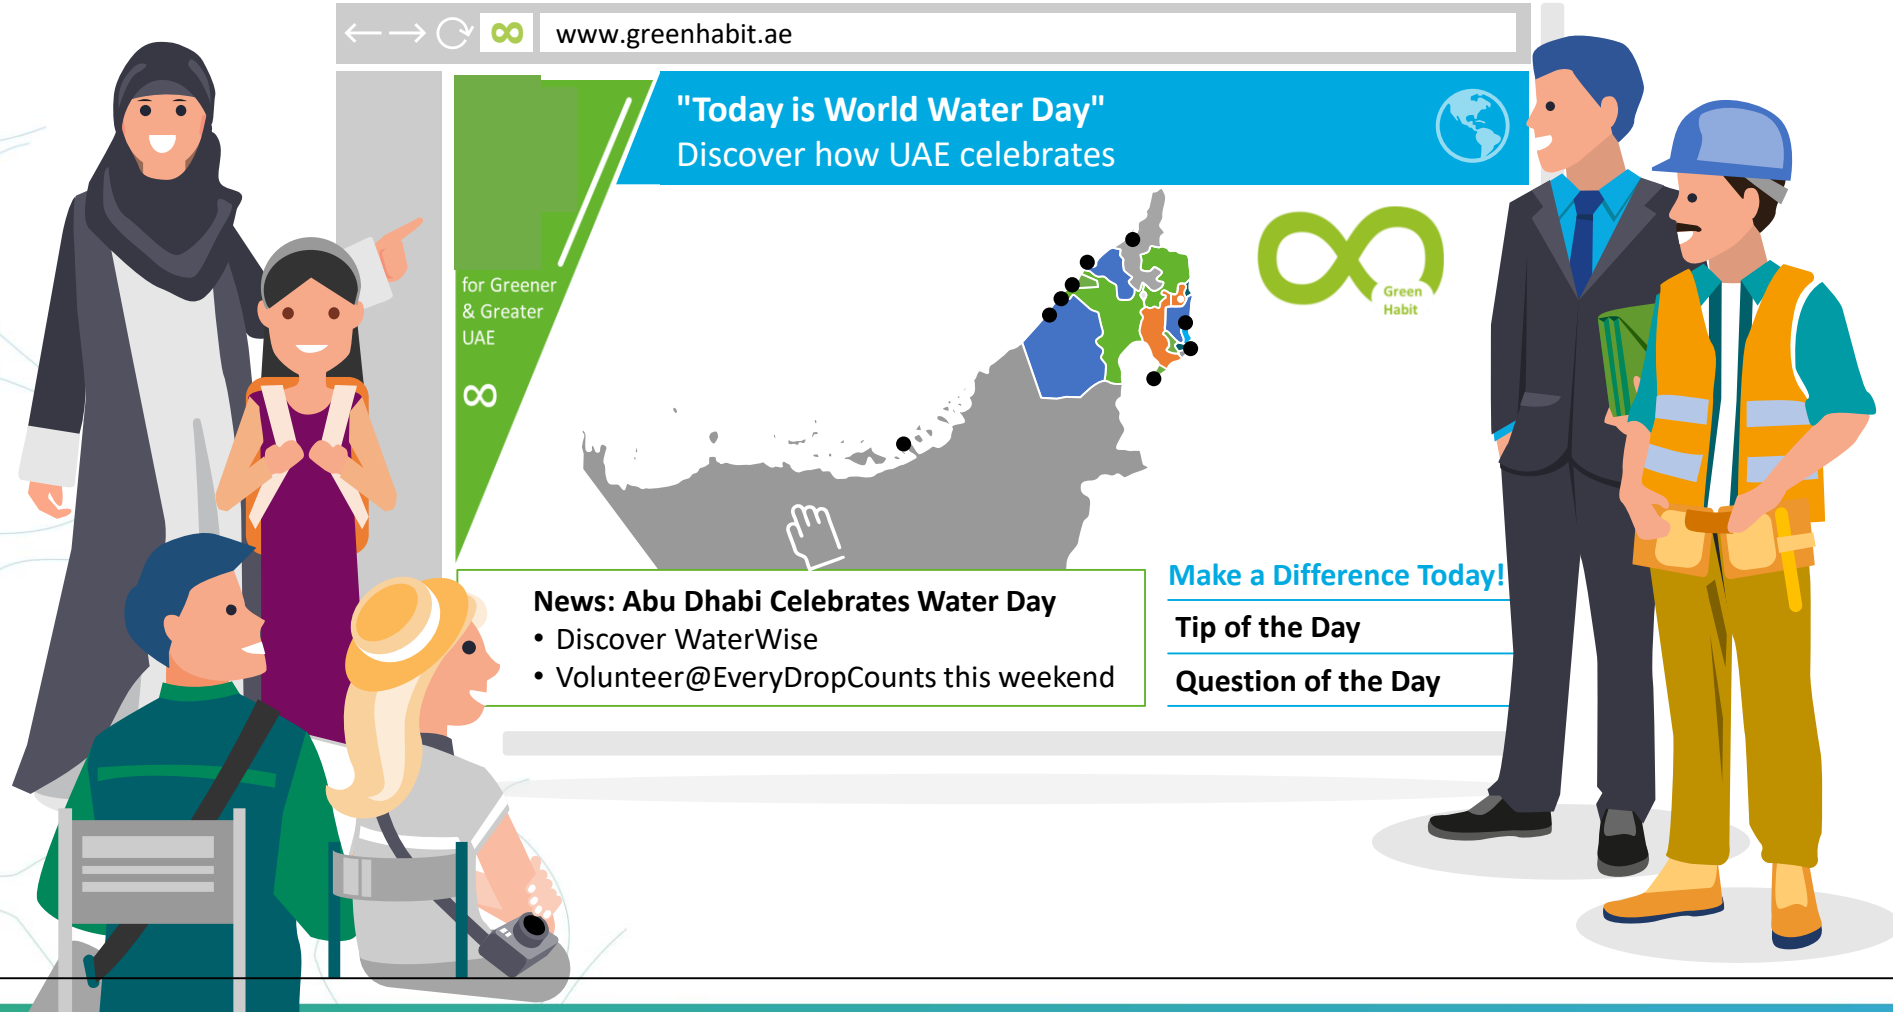 www.greenhabit.ae
"Today is World Water Day"
Discover how UAE celebrates
for Greener
& Greater
UAE
Green
Habit
News: Abu Dhabi Celebrates Water Day
• Discover WaterWise
• Volunteer@EveryDropCounts this weekend
Make a Difference Today!
Tip of the Day
Question of the Day